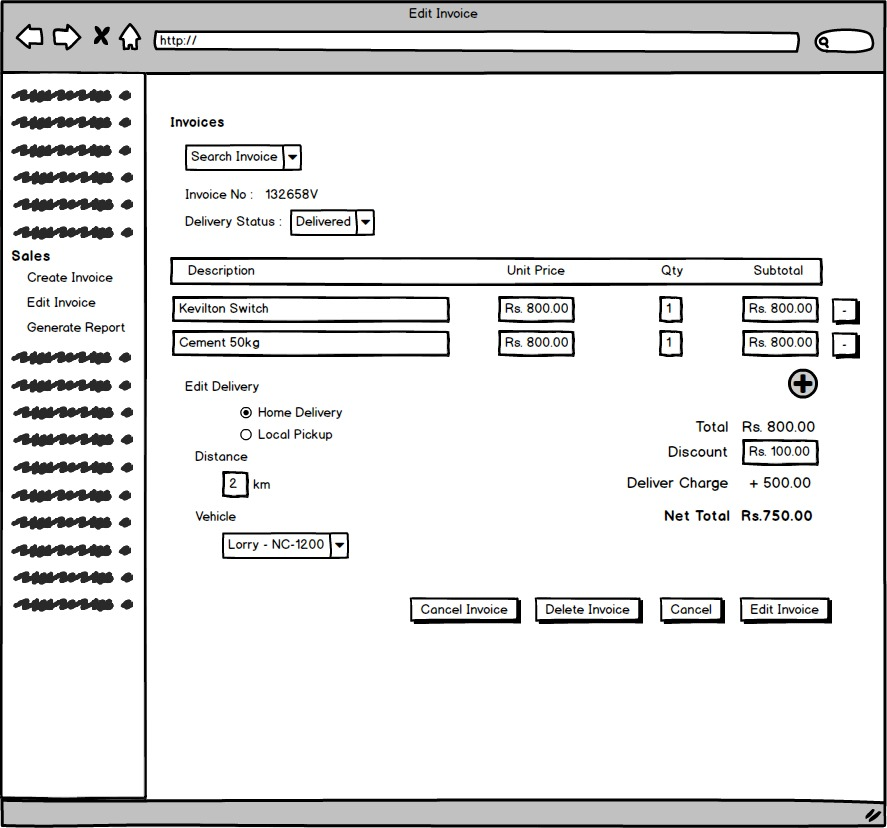 Edit Invoice
http://
Sales
Create Invoice
Edit Invoice
Generate Report
Invoices
Search Invoice
Invoice No : 132658V
Delivery Status : Delivered
Description Unit Price Qty Subtotal
Kevilton Switch Rs. 800.00 1 Rs. 800.00 -
Cement 50kg Rs. 800.00 1 Rs. 800.00 -
Edit Delivery
Home Delivery
Local Pickup
Distance
2 km
Vehicle
Lorry - NC-1200
Total Rs. 800.00
Discount Rs. 100.00
Deliver Charge + 500.00
Net Total Rs.750.00
Cancel Invoice Delete Invoice Cancel Edit Invoice